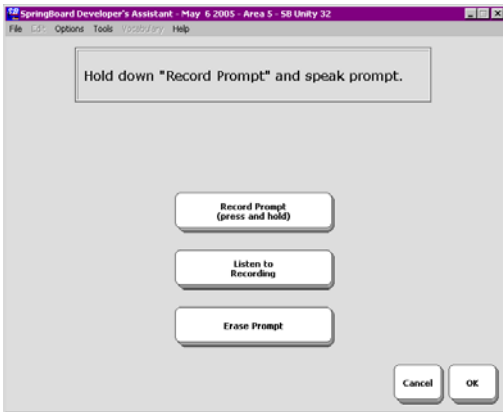 SpringBoard Developer's Assistant - May 6 2005 - Area 5 - SB Unity 32
File Edit Options Tools Vocabulary Help
Hold down "Record Prompt" and speak prompt.
Record Prompt
(press and hold)
Listen to
Recording
Erase Prompt
Cancel OK